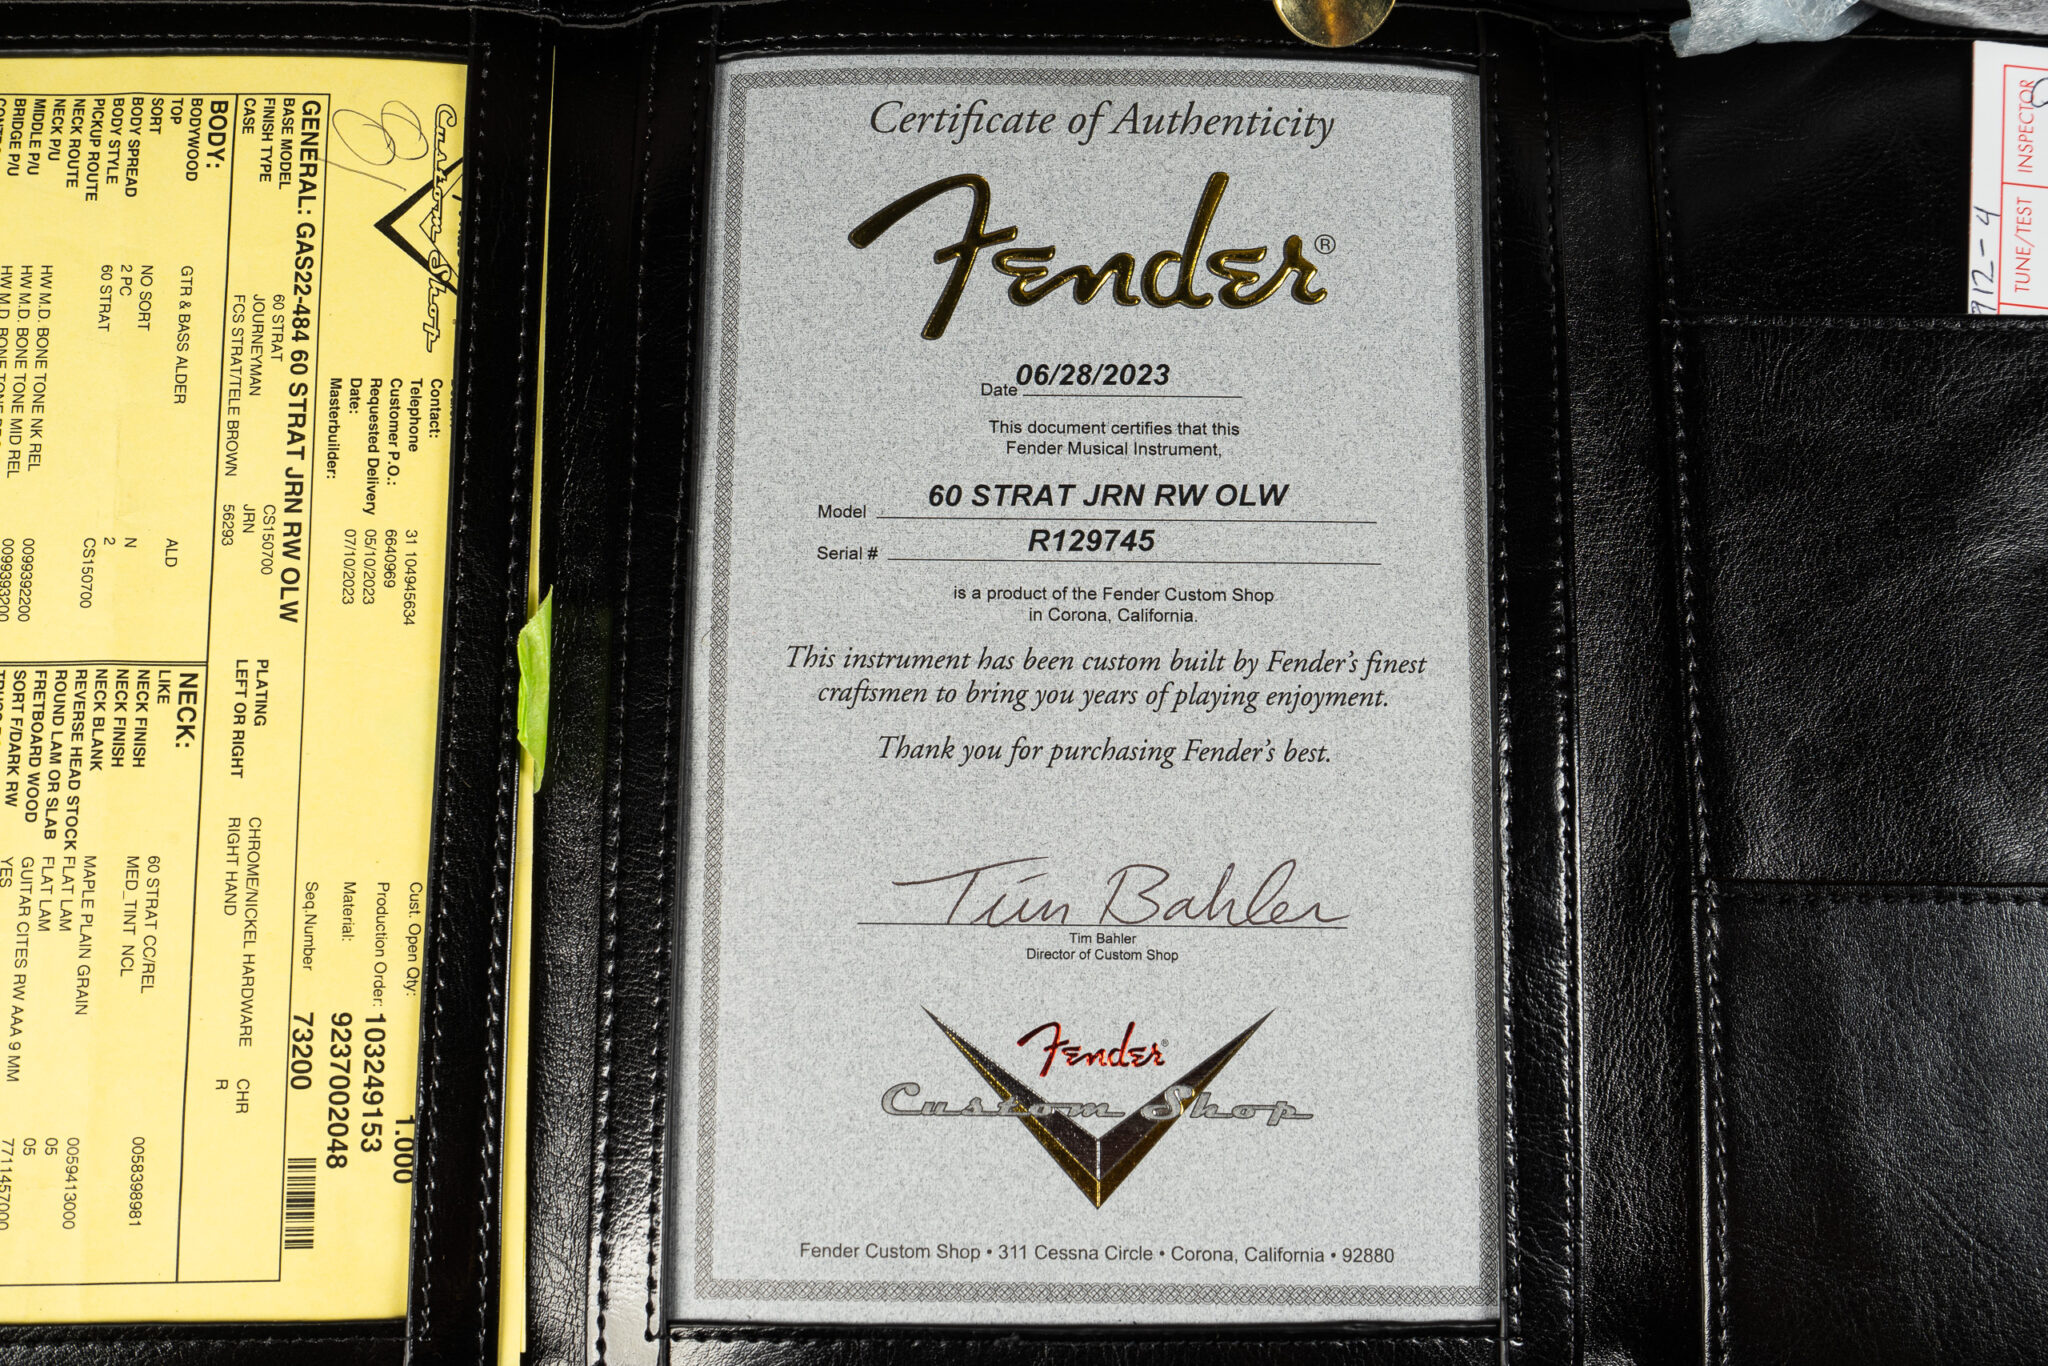 Custom Shop
Contact:
Telephone 31 104945634
Customer P.O.: 6640969
Requested Delivery 05/10/2023
Date: 07/10/2023
Masterbuilder:
Cust. Open Qty: 1.000
Production Order: 103249153
Material: 9237002048
Seq.Number 73200
GENERAL: GAS22-484 60 STRAT JRN RW OLW
BASE MODEL 60 STRAT CS150700 PLATING CHROME/NICKEL HARDWARE CHR
FINISH TYPE JOURNEYMAN JRN LEFT OR RIGHT RIGHT HAND R
CASE FCS STRAT/TELE BROWN 56293
BODY:
BODYWOOD GTR & BASS ALDER ALD
TOP
SORT NO SORT N
BODY SPREAD 2 PC 2
BODY STYLE 60 STRAT CS150700
PICKUP ROUTE
NECK ROUTE
NECK P/U HW M.D. BONE TONE NK REL 0099392200
MIDDLE P/U HW M.D. BONE TONE MID REL 0099393200
BRIDGE P/U
NECK:
LIKE
NECK FINISH 60 STRAT CC/REL 0058398981
NECK FINISH MED_TINT NCL
NECK BLANK
REVERSE HEAD STOCK MAPLE PLAIN GRAIN 0059413000
ROUND LAM OR SLAB FLAT LAM 05
FRETBOARD WOOD FLAT LAM 05
SORT F/DARK RW GUITAR CITES RW AAA 9 MM 7711457000
YES
Certificate of Authenticity
Fender®
Date 06/28/2023
This document certifies that this
Fender Musical Instrument,
Model 60 STRAT JRN RW OLW
Serial # R129745
is a product of the Fender Custom Shop
in Corona, California.
This instrument has been custom built by Fender's finest
craftsmen to bring you years of playing enjoyment.
Thank you for purchasing Fender's best.
Tim Bahler
Tim Bahler
Director of Custom Shop
Fender®
Custom Shop
Fender Custom Shop • 311 Cessna Circle • Corona, California • 92880
INSPECTOR
TUNE/TEST